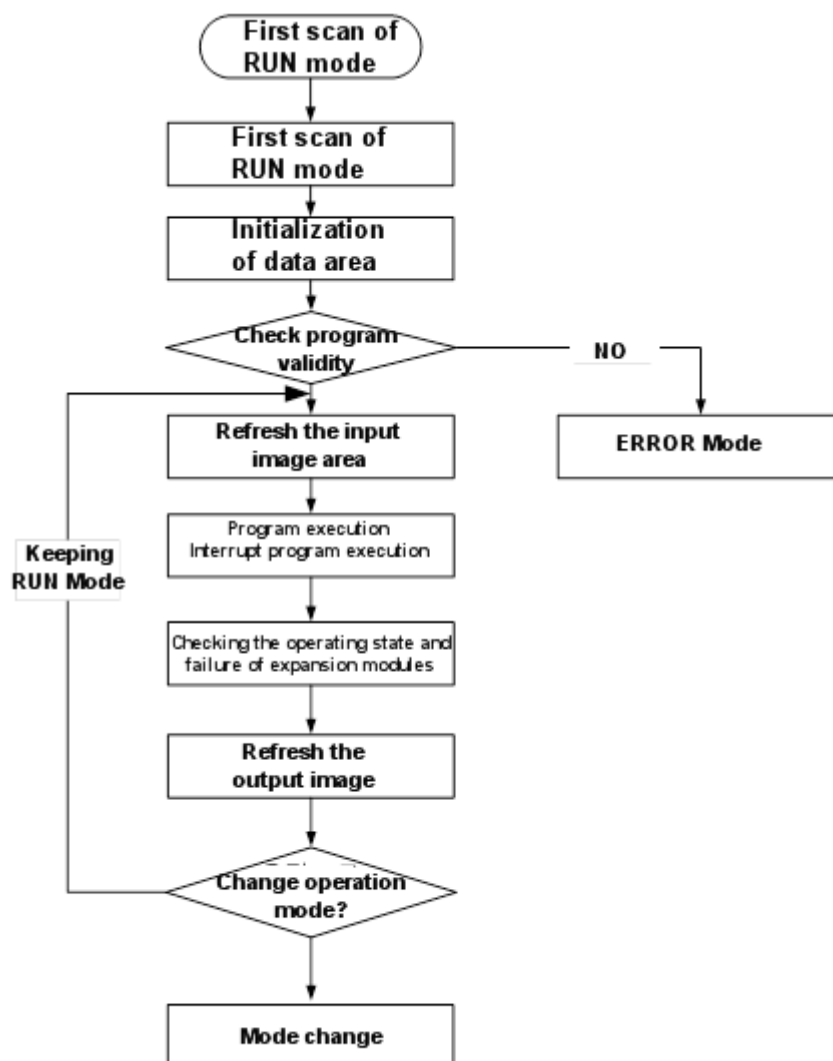 First scan of
RUN mode
First scan of
RUN mode
Initialization
of data area
Check program
validity
NO
Refresh the input
image area
ERROR Mode
Program execution
Interrupt program execution
Keeping
RUN Mode
Checking the operating state and
failure of expansion modules
Refresh the
output image
Change operation
mode?
Mode change